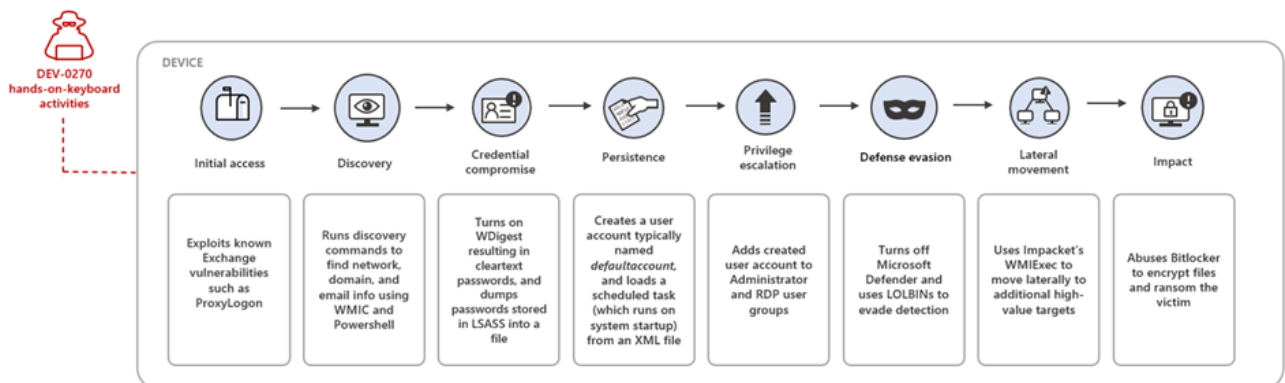 DEV-0270
hands-on-keyboard
activities
DEVICE
Initial access
Discovery
Credential
compromise
Persistence
Privilege
escalation
Defense evasion
Lateral
movement
Impact
Exploits known
Exchange
vulnerabilities
such as
ProxyLogon
Runs discovery
commands to
find network,
domain, and
email info using
WMIC and
Powershell
Turns on
WDigest
resulting in
cleartext
passwords, and
dumps
passwords stored
in LSASS into a
file
Creates a user
account typically
named
defaultaccount,
and loads a
scheduled task
(which runs on
system startup)
from an XML file
Adds created
user account to
Administrator
and RDP user
groups
Turns off
Microsoft
Defender and
uses LOLBINs to
evade detection
Uses Impacket's
WMIExec to
move laterally to
additional high-
value targets
Abuses Bitlocker
to encrypt files
and ransom the
victim